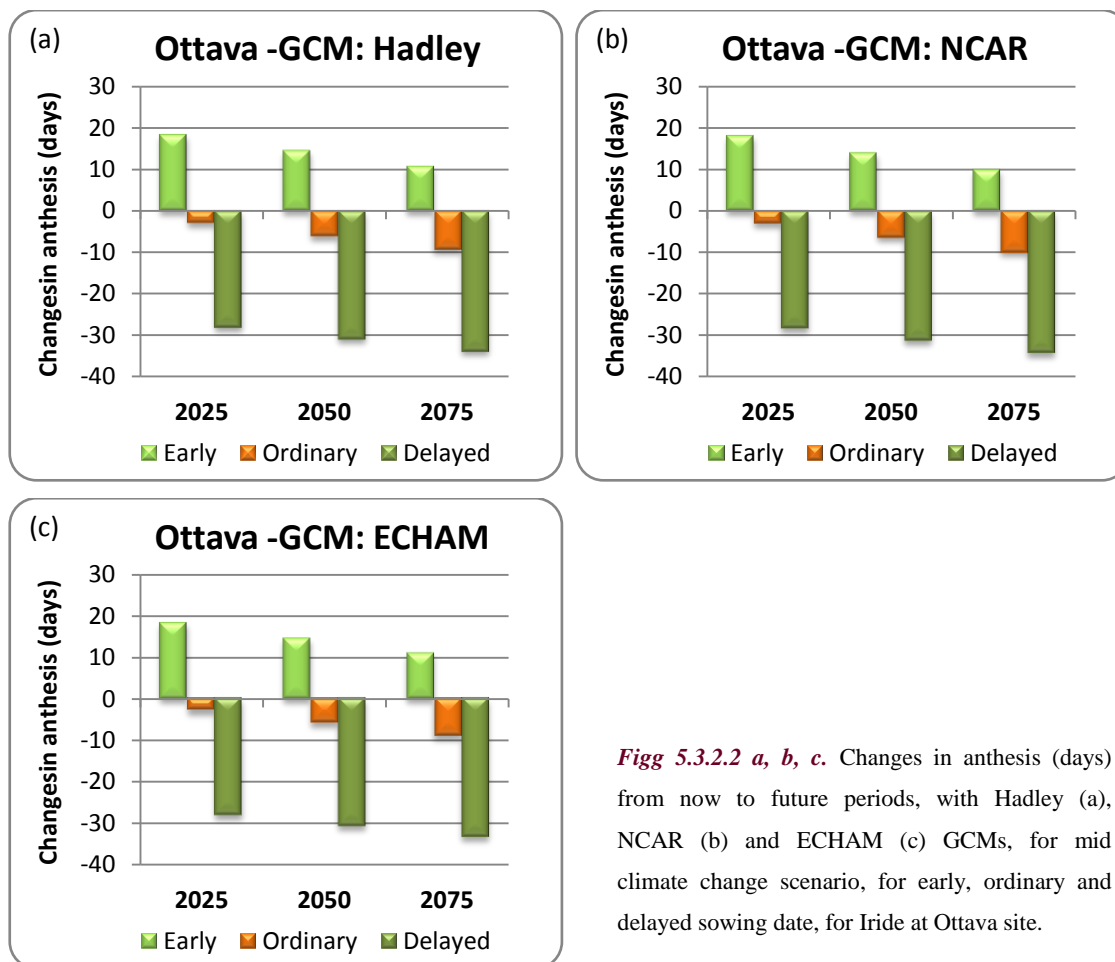 (a)
Ottava -GCM: Hadley
Changesin anthesis (days)
30
20
10
0
-10
-20
-30
-40
2025 2050 2075
Early Ordinary Delayed
(b)
Ottava -GCM: NCAR
Changesin anthesis (days)
30
20
10
0
-10
-20
-30
-40
2025 2050 2075
Early Ordinary Delayed
(c)
Ottava -GCM: ECHAM
Changesin anthesis (days)
30
20
10
0
-10
-20
-30
-40
2025 2050 2075
Early Ordinary Delayed
Figg 5.3.2.2 a, b, c. Changes in anthesis (days)
from now to future periods, with Hadley (a),
NCAR (b) and ECHAM (c) GCMs, for mid
climate change scenario, for early, ordinary and
delayed sowing date, for Iride at Ottava site.